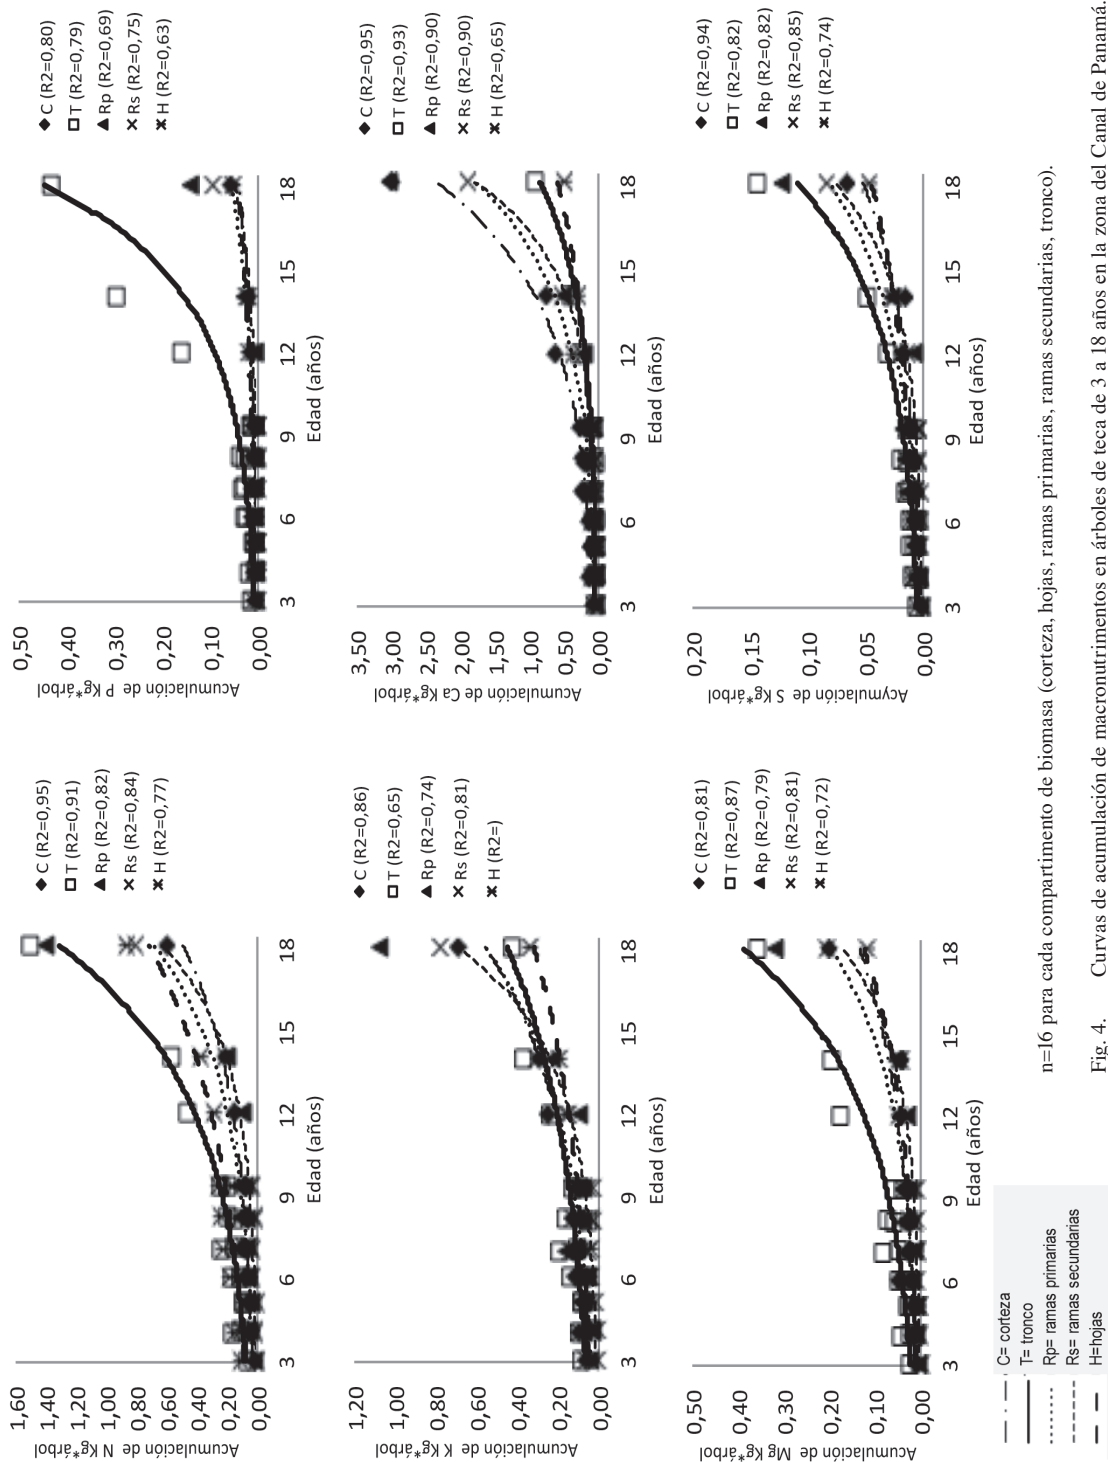 Acumulación de N Kg*árbol
1,60
1,40
1,20
1,00
0,80
0,60
0,40
0,20
0,00
3 6 9 12 15 18
Edad (años)
C (R2=0,95)
T (R2=0,91)
Rp (R2=0,82)
Rs (R2=0,84)
H (R2=0,77)
Acumulación de P Kg*árbol
0,50
0,40
0,30
0,20
0,10
0,00
3 6 9 12 15 18
Edad (años)
C (R2=0,80)
T (R2=0,79)
Rp (R2=0,69)
Rs (R2=0,75)
H (R2=0,63)
Acumulación de K Kg*árbol
1,20
1,00
0,80
0,60
0,40
0,20
0,00
3 6 9 12 15 18
Edad (años)
C (R2=0,86)
T (R2=0,65)
Rp (R2=0,74)
Rs (R2=0,81)
H (R2=)
Acumulación de Ca Kg*árbol
3,50
3,00
2,50
2,00
1,50
1,00
0,50
0,00
3 6 9 12 15 18
Edad (años)
C (R2=0,95)
T (R2=0,93)
Rp (R2=0,90)
Rs (R2=0,90)
H (R2=0,65)
Acumulación de Mg Kg*árbol
0,50
0,40
0,30
0,20
0,10
0,00
3 6 9 12 15 18
Edad (años)
C (R2=0,81)
T (R2=0,87)
Rp (R2=0,79)
Rs (R2=0,81)
H (R2=0,72)
Acymulación de S Kg*árbol
0,20
0,15
0,10
0,05
0,00
3 6 9 12 15 18
Edad (años)
C (R2=0,94)
T (R2=0,82)
Rp (R2=0,82)
Rs (R2=0,85)
H (R2=0,74)
C= corteza
T= tronco
Rp= ramas primarias
Rs= ramas secundarias
H=hojas
n=16 para cada compartimento de biomasa (corteza, hojas, ramas primarias, ramas secundarias, tronco).
Fig. 4. Curvas de acumulación de macronutrimentos en árboles de teca de 3 a 18 años en la zona del Canal de Panamá.